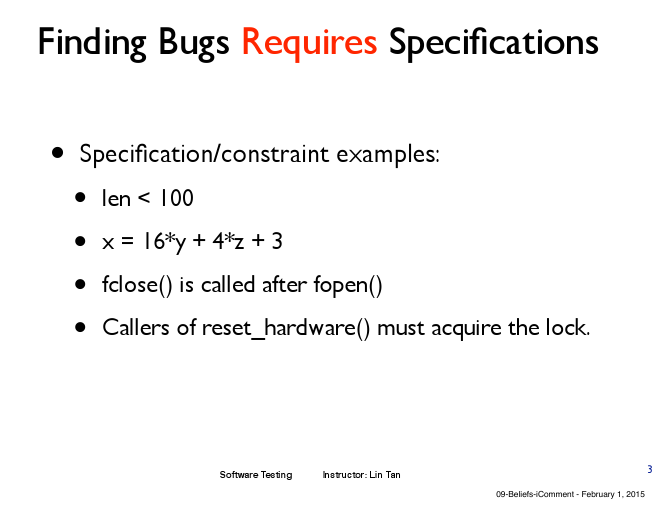 Finding Bugs Requires Specifications
• Specification/constraint examples:
• len < 100
• x = 16*y + 4*z + 3
• fclose() is called after fopen()
• Callers of reset_hardware() must acquire the lock.
Software Testing Instructor: Lin Tan
3
09-Beliefs-iComment - February 1, 2015